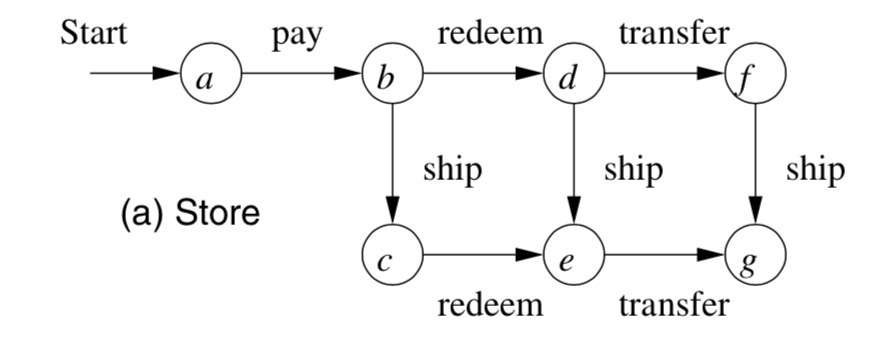 Start pay redeem transfer
a b d f
ship ship ship
(a) Store
c e g
redeem transfer